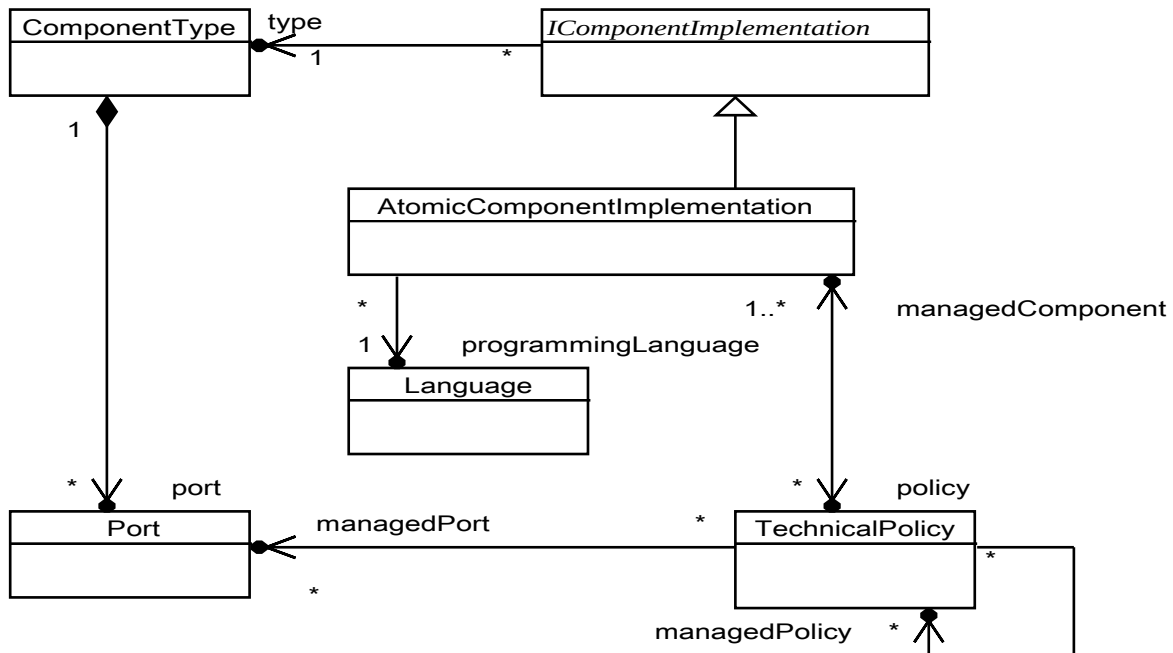 ComponentType
type
IComponentImplementation
1
*
1
AtomicComponentImplementation
*
1..*
managedComponent
1
programmingLanguage
Language
*
port
*
policy
Port
managedPort
*
TechnicalPolicy
*
*
managedPolicy
*